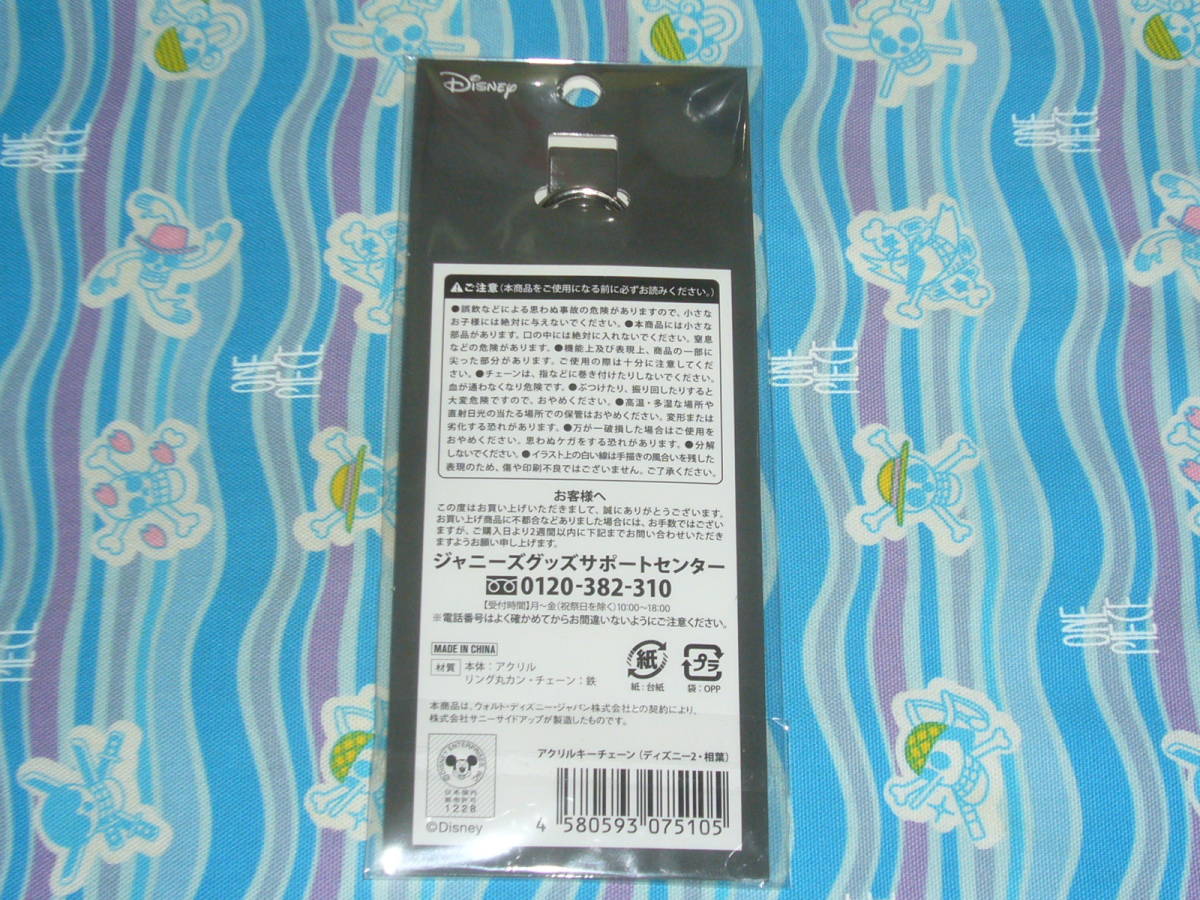 Disney
⚠ご注意(本商品をご使用になる前に必ずお読みください。)
●誤飲などによる思わぬ事故の危険がありますので、小さな
お子様には絶対に与えないでください。●本商品には小さな
部品があります。口の中には絶対に入れないでください。窒息
などの危険があります。●機能上及び表現上、商品の一部に
尖った部分があります。ご使用の際は十分に注意してくだ
さい。●チェーンは、指などに巻き付けたりしないでください。
血が通わなくなり危険です。●ぶつけたり、振り回したりすると
大変危険ですので、おやめください。●高温・多湿な場所や
直射日光の当たる場所での保管はおやめください。変形または
劣化する恐れがあります。●万が一破損した場合はご使用を
おやめください。思わぬケガをする恐れがあります。●分解
しないでください。●イラスト上の白い線は手描きの風合いを残した
表現のため、傷や印刷不良ではございません。ご了承ください。
お客様へ
この度はお買い上げいただきまして、誠にありがとうございます。
お買い上げ商品に不都合などありました場合には、お手数ではござい
ますが、ご購入日より2週間以内に下記までお問い合わせいただき
ますようお願い申し上げます。
ジャニーズグッズサポートセンター
0120-382-310
【受付時間】月〜金(祝祭日を除く)10:00〜18:00
※電話番号はよく確かめてからお間違いないようにご注意ください。
MADE IN CHINA
材質 本体:アクリル
リング丸カン・チェーン:鉄
紙
紙:台紙
プラ
袋:OPP
本商品は、ウォルト・ディズニー・ジャパン株式会社との契約により、
株式会社サニーサイドアップが製造したものです。
日本国内
頒布許可
1228
©Disney
アクリルキーチェーン(ディズニー2・相葉)
4 580593 075105
ONE
PIECE
ONE
PIECE
ONE
PIECE
ONE
PIECE
ONE
PIECE